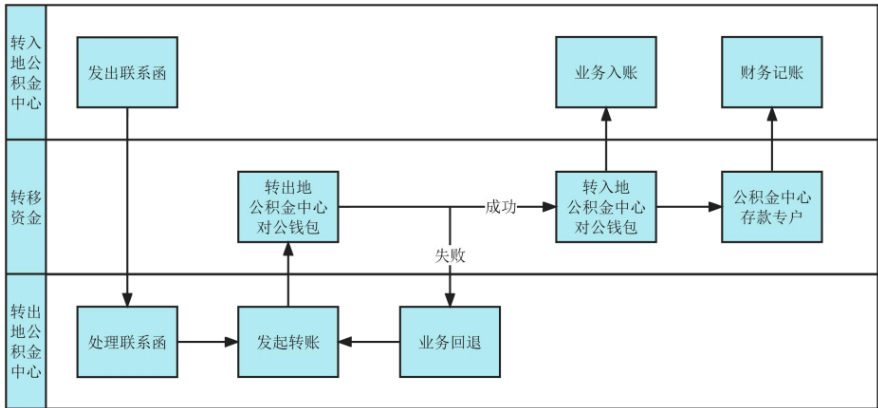 转入
地公
积金
中心
发出联系函
业务入账
财务记账
转移
资金
转出地
公积金中心
对公钱包
成功
失败
转入地
公积金中心
对公钱包
公积金中心
存款专户
转出
地公
积金
中心
处理联系函
发起转账
业务回退